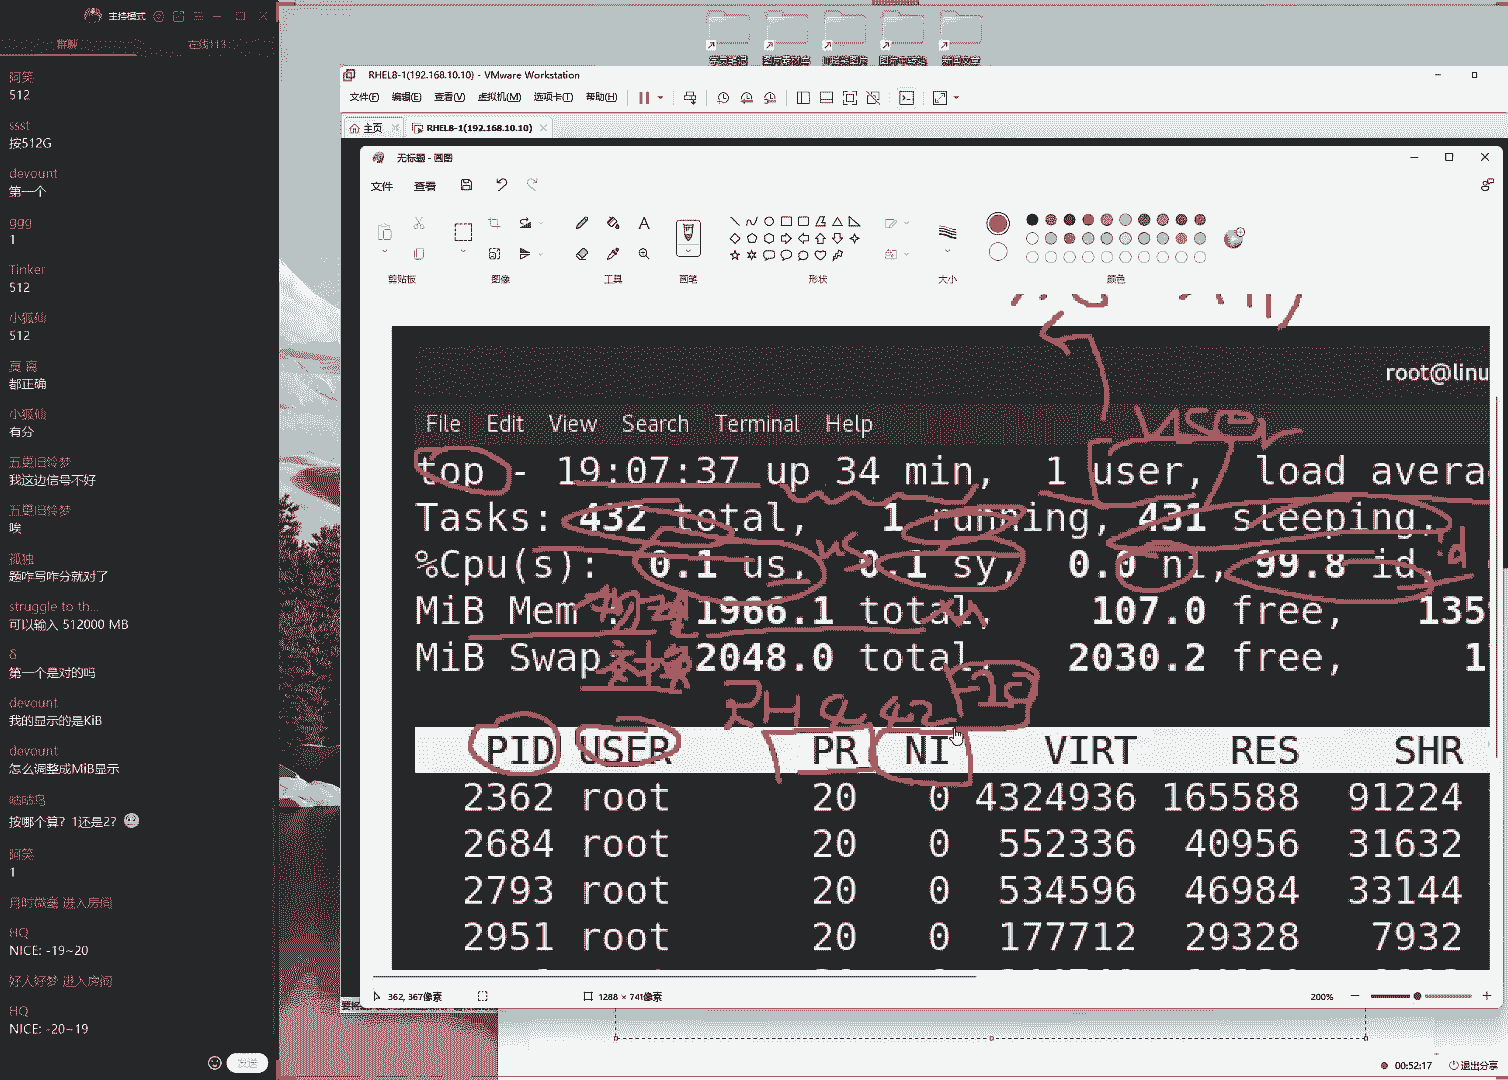 主持模式
群聊
在线113
阿笑
512
ssst
按512G
devount
第一个
ggg
1
Tinker
512
小狐仙
512
都正确
小狐仙
有分
五更旧铃梦
我这边信号不好
五更旧铃梦
唉
孤独
题咋写咋分就对了
struggle to th...
可以输入 512000 MB
δ
第一个是对的吗
devount
我的显示的是KiB
devount
怎么调整成MiB显示
咕咕鸟
按哪个算？1还是2？
阿笑
1
进入房间
HQ
NICE: -19~20
好人好梦 进入房间
HQ
NICE: -20~19
发送
RHEL8-1(192.168.10.10) - VMware Workstation
文件(F) 编辑(E) 查看(V) 虚拟机(M) 选项卡(T) 帮助(H)
主页 RHEL8-1(192.168.10.10)
无标题 - 画图
文件 查看
剪贴板 图像 工具 画笔 形状 大小 颜色
root@linu
File Edit View Search Terminal Help
user
top - 19:07:37 up 34 min, 1 user, load avera
Tasks: 432 total, 1 running, 431 sleeping,
%Cpu(s): 0.1 us, 0.1 sy, 0.0 ni, 99.8 id,
us
id
MiB Mem : 1966.1 total, 107.0 free, 135
物理
MiB Swap: 2048.0 total, 2030.2 free, 1
RH
PID USER PR NI VIRT RES SHR
2362 root 20 0 4324936 165588 91224
2684 root 20 0 552336 40956 31632
2793 root 20 0 534596 46984 33144
2951 root 20 0 177712 29328 7932
362, 367像素
1288 × 741像素
200%
00:52:17
退出分享